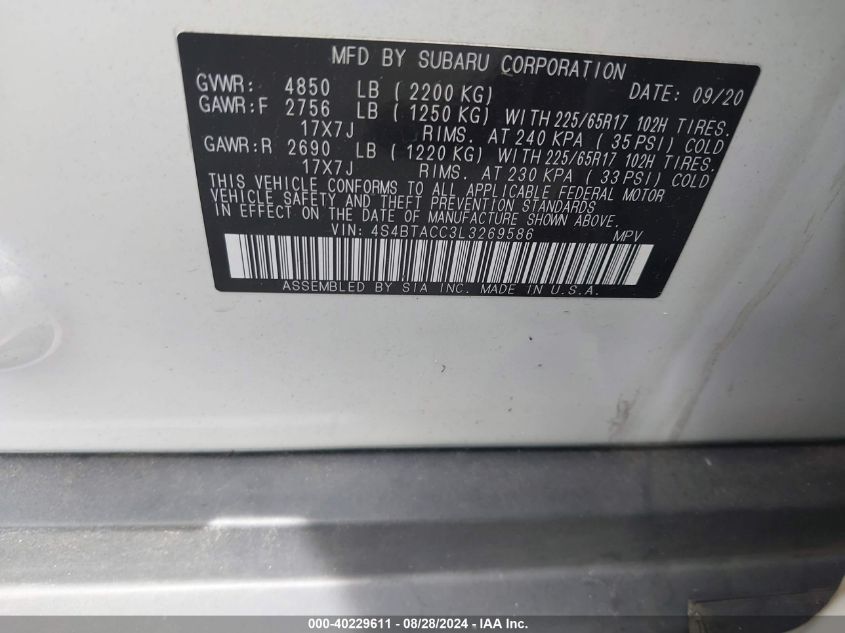 MFD BY SUBARU CORPORATION
GVWR: 4850 LB ( 2200 KG) DATE: 09/20
GAWR:F 2756 LB ( 1250 KG) WITH 225/65R17 102H TIRES.
17X7J RIMS. AT 240 KPA ( 35 PSI) COLD
GAWR:R 2690 LB ( 1220 KG) WITH 225/65R17 102H TIRES.
17X7J RIMS. AT 230 KPA ( 33 PSI) COLD
THIS VEHICLE CONFORMS TO ALL APPLICABLE FEDERAL MOTOR
VEHICLE SAFETY AND THEFT PREVENTION STANDARDS
IN EFFECT ON THE DATE OF MANUFACTURE SHOWN ABOVE.
VIN: 4S4BTACC3L3269586 MPV
ASSEMBLED BY SIA INC. MADE IN U.S.A.
000-40229611 - 08/28/2024 - IAA Inc.